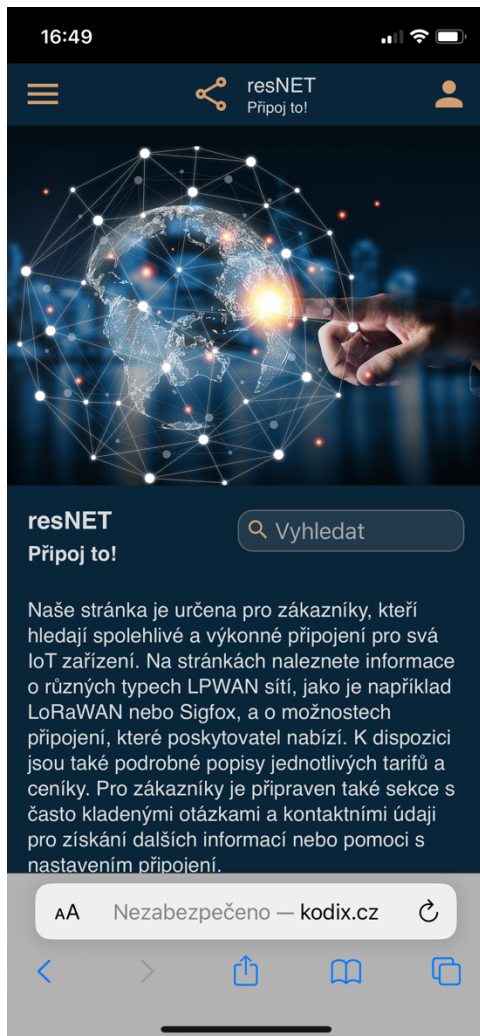 16:49
resNET
Připoj to!
resNET
Vyhledat
Připoj to!
Naše stránka je určena pro zákazníky, kteří
hledají spolehlivé a výkonné připojení pro svá
IoT zařízení. Na stránkách naleznete informace
o různých typech LPWAN sítí, jako je například
LoRaWAN nebo Sigfox, a o možnostech
připojení, které poskytovatel nabízí. K dispozici
jsou také podrobné popisy jednotlivých tarifů a
ceníky. Pro zákazníky je připraven také sekce s
často kladenými otázkami a kontaktními údaji
pro získání dalších informací nebo pomoci s
nastavením připojení.
AA Nezabezpečeno — kodix.cz